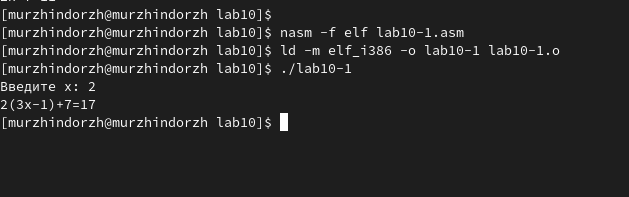 [murzhindorzh@murzhindorzh lab10]$
[murzhindorzh@murzhindorzh lab10]$ nasm -f elf lab10-1.asm
[murzhindorzh@murzhindorzh lab10]$ ld -m elf_i386 -o lab10-1 lab10-1.o
[murzhindorzh@murzhindorzh lab10]$ ./lab10-1
Введите x: 2
2(3x-1)+7=17
[murzhindorzh@murzhindorzh lab10]$